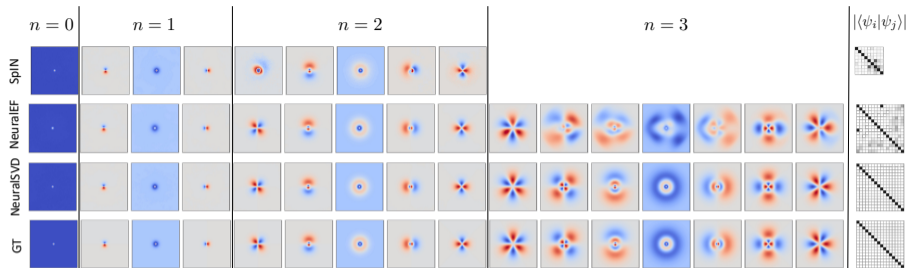 n = 0
n = 1
n = 2
n = 3
|⟨ψᵢ|ψⱼ⟩|
SpIN
NeuralEF
NeuralSVD
GT